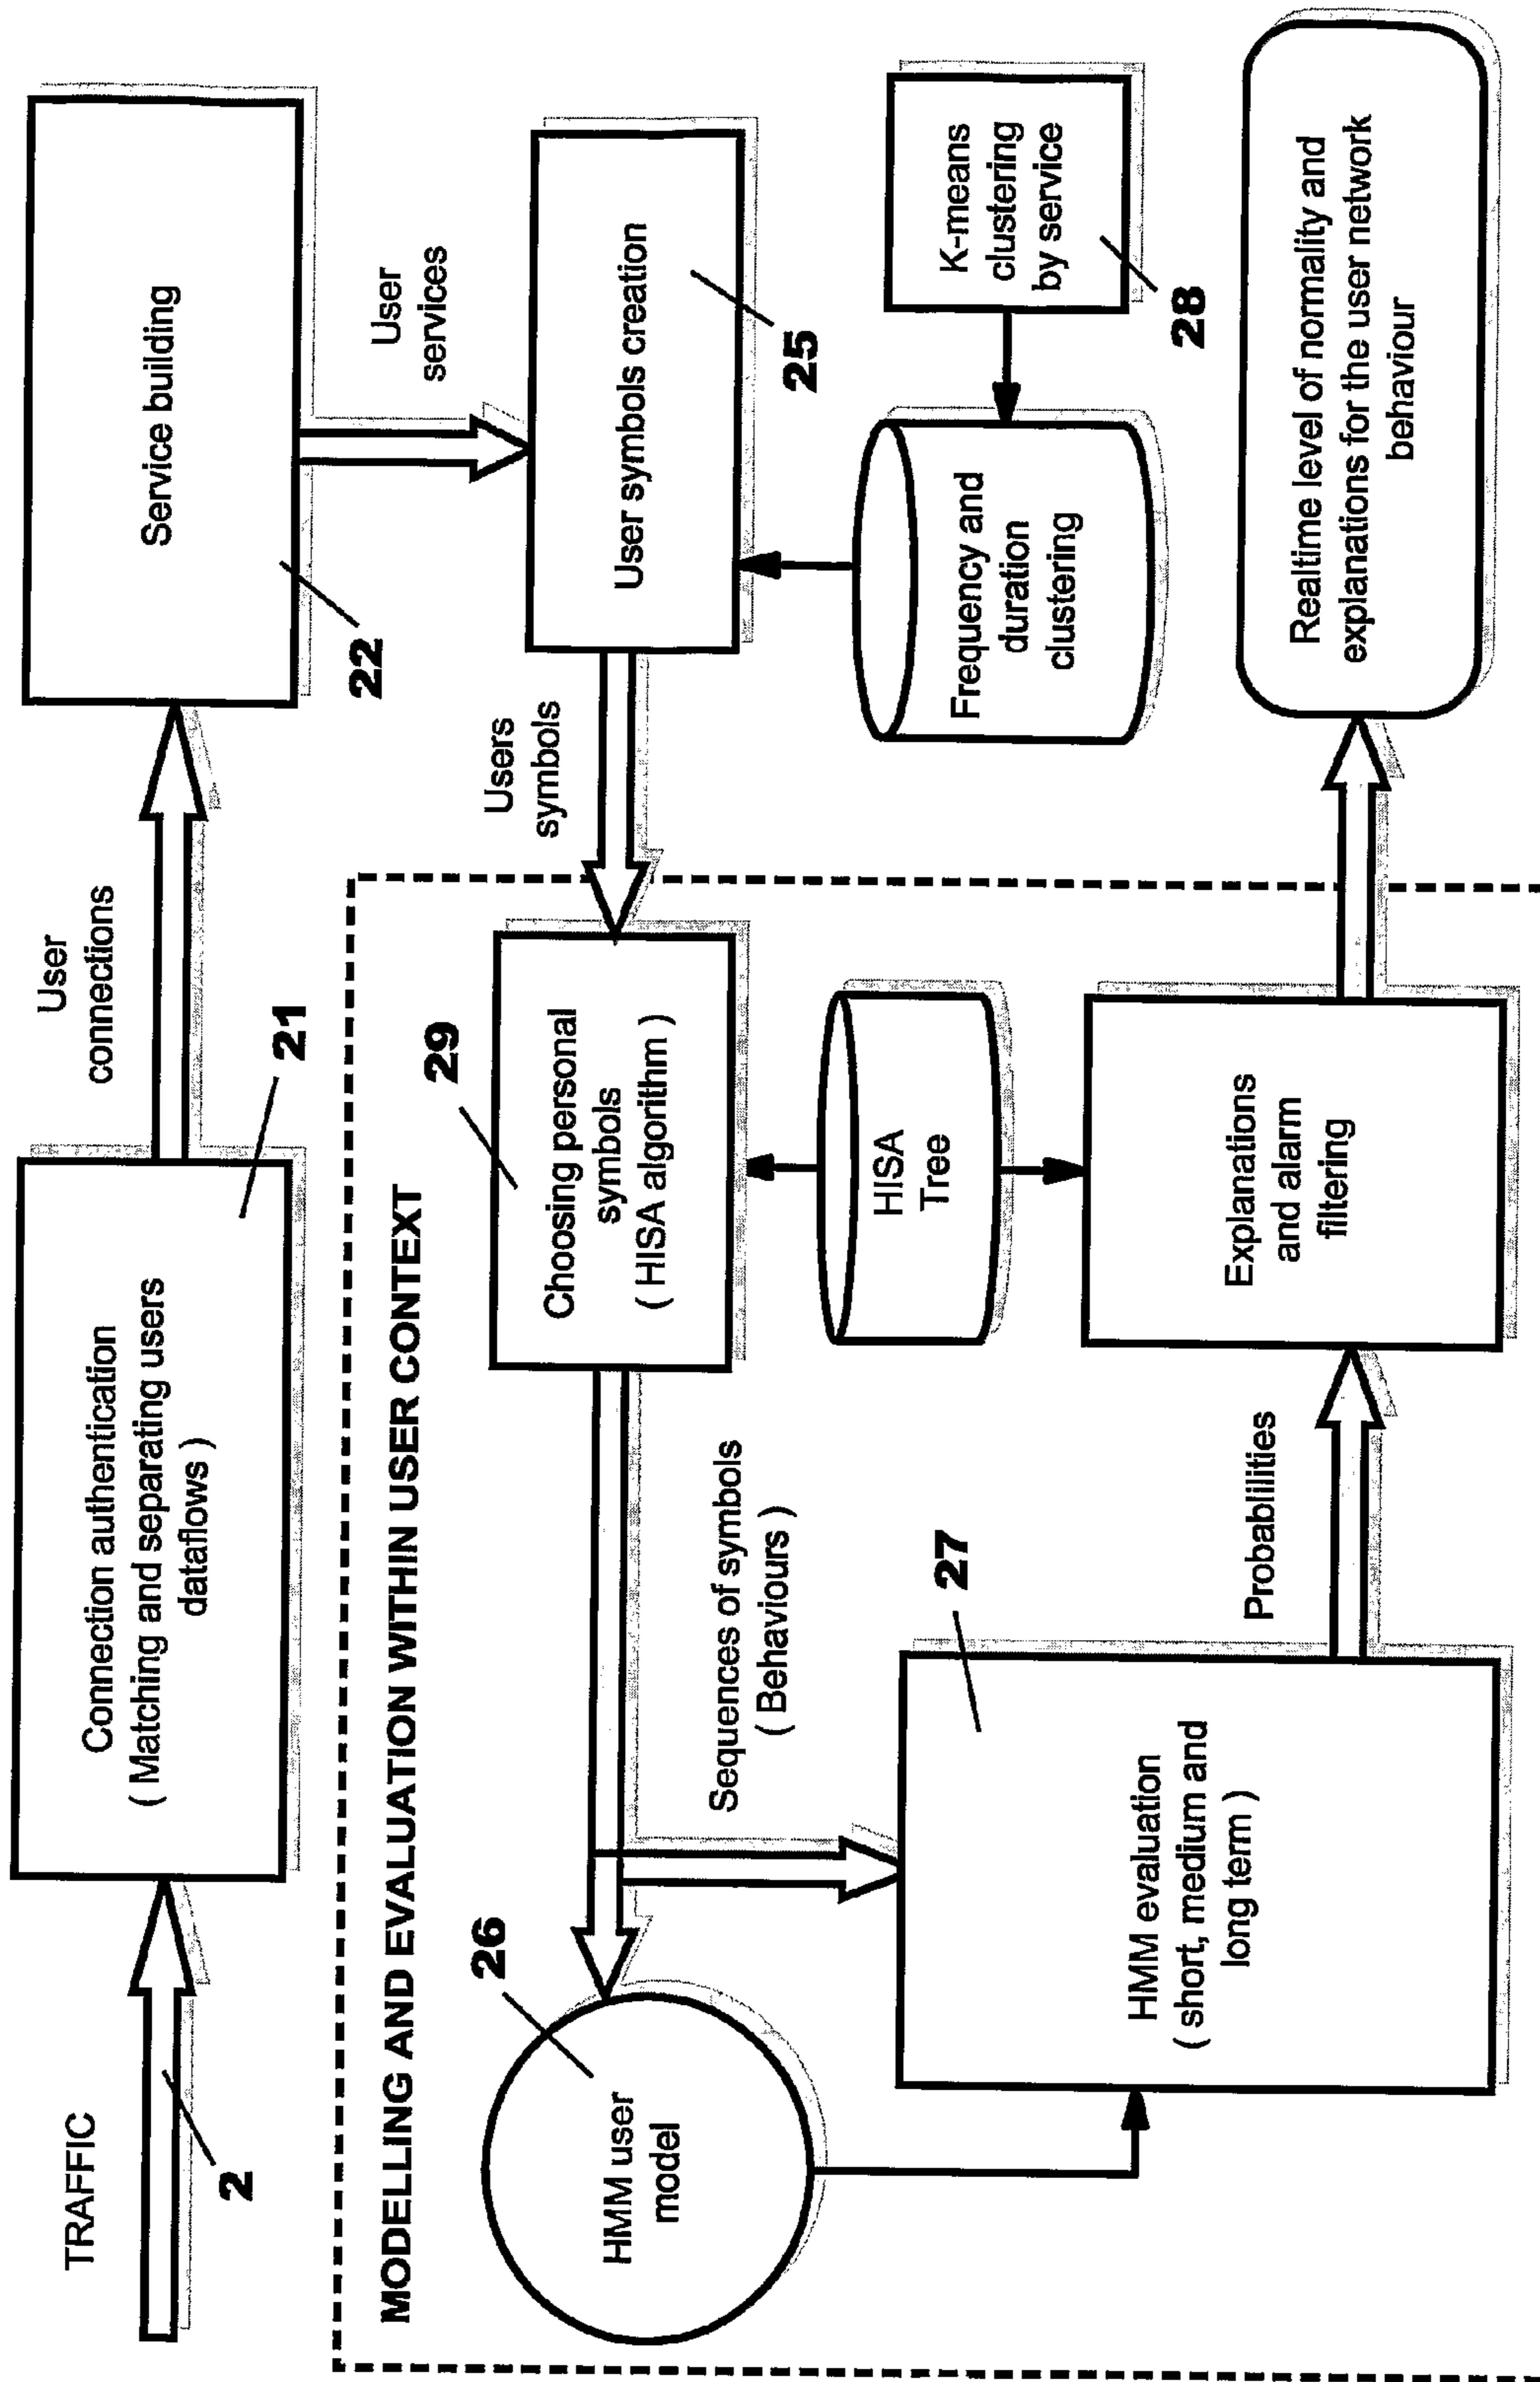 TRAFFIC
2
Connection authentication
( Matching and separating users
dataflows )
21
User
connections
Service building
22
User
services
User symbols creation
25
Users
symbols
K-means
clustering
by service
28
Frequency and
duration
clustering
MODELLING AND EVALUATION WITHIN USER CONTEXT
29
Choosing personal
symbols
( HISA algorithm )
HISA
Tree
Sequences of symbols
( Behaviours )
26
HMM user
model
27
HMM evaluation
( short, medium and
long term )
Probablilities
Explanations
and alarm
filtering
Realtime level of normality and
explanations for the user network
behaviour